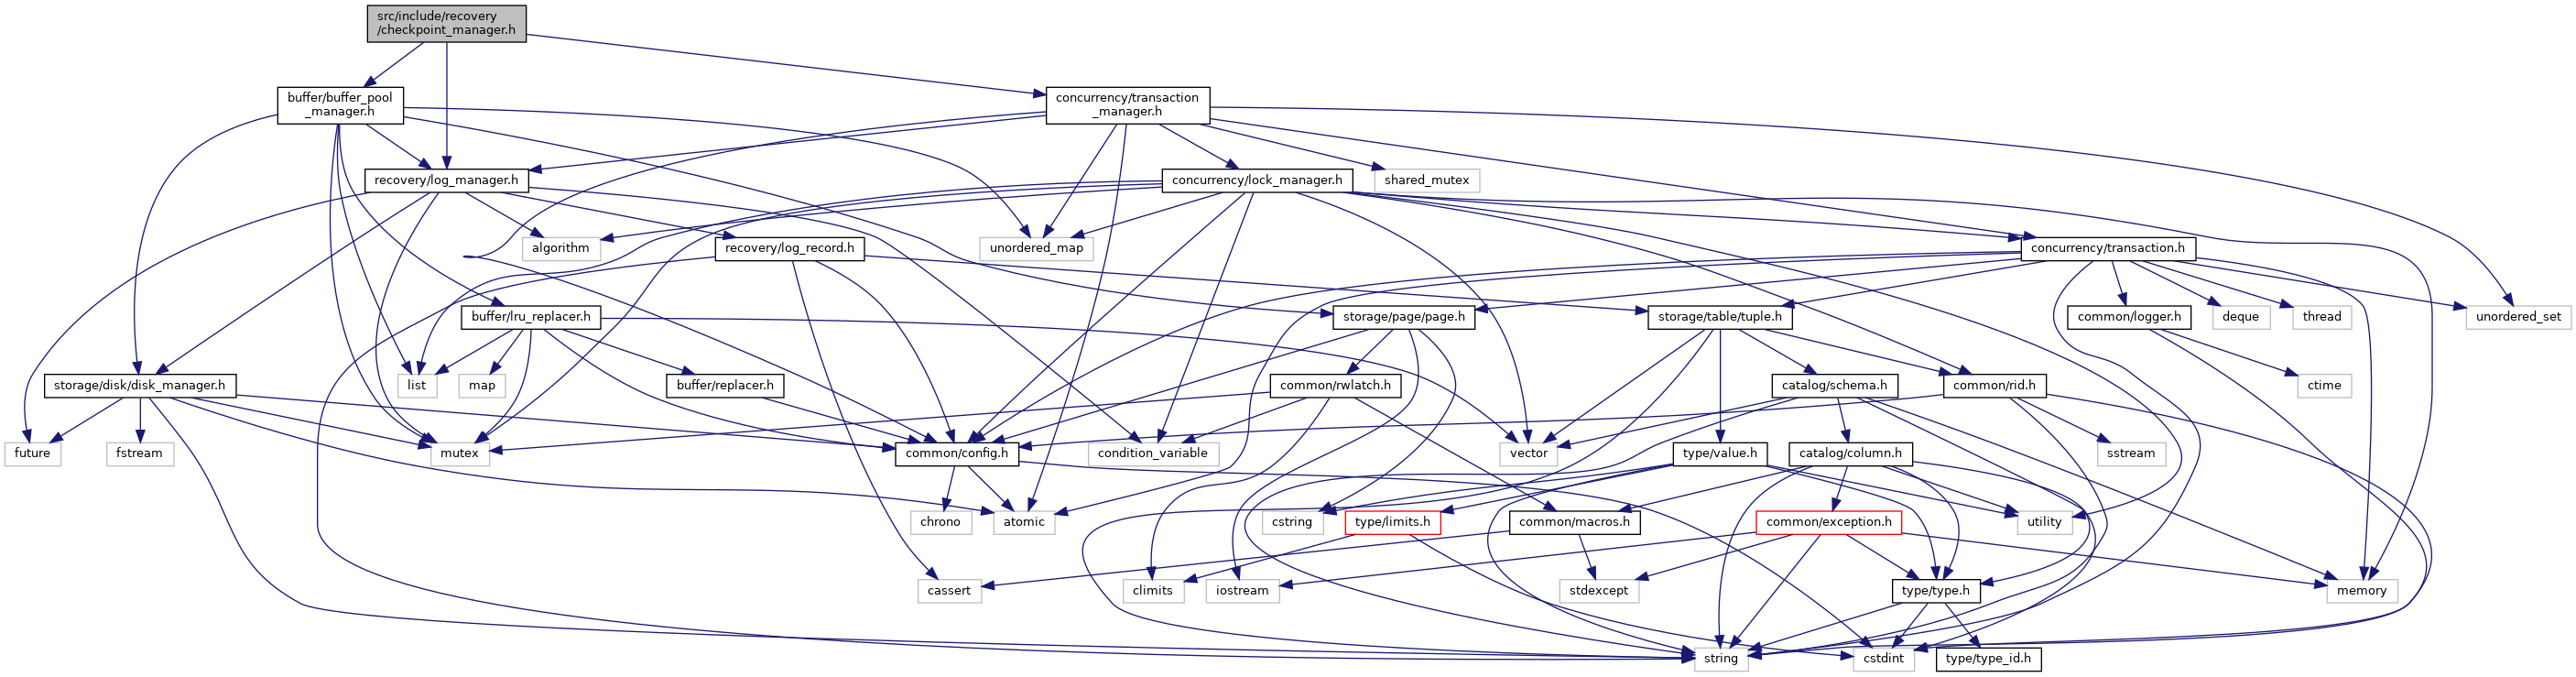 src/include/recovery
/checkpoint_manager.h
buffer/buffer_pool
_manager.h
concurrency/transaction
_manager.h
recovery/log_manager.h
concurrency/lock_manager.h
shared_mutex
algorithm
recovery/log_record.h
unordered_map
concurrency/transaction.h
buffer/lru_replacer.h
storage/page/page.h
storage/table/tuple.h
common/logger.h
deque
thread
unordered_set
storage/disk/disk_manager.h
list
map
buffer/replacer.h
common/rwlatch.h
catalog/schema.h
common/rid.h
ctime
future
fstream
mutex
common/config.h
condition_variable
vector
type/value.h
catalog/column.h
sstream
chrono
atomic
cstring
type/limits.h
common/macros.h
common/exception.h
utility
cassert
climits
iostream
stdexcept
type/type.h
memory
string
cstdint
type/type_id.h